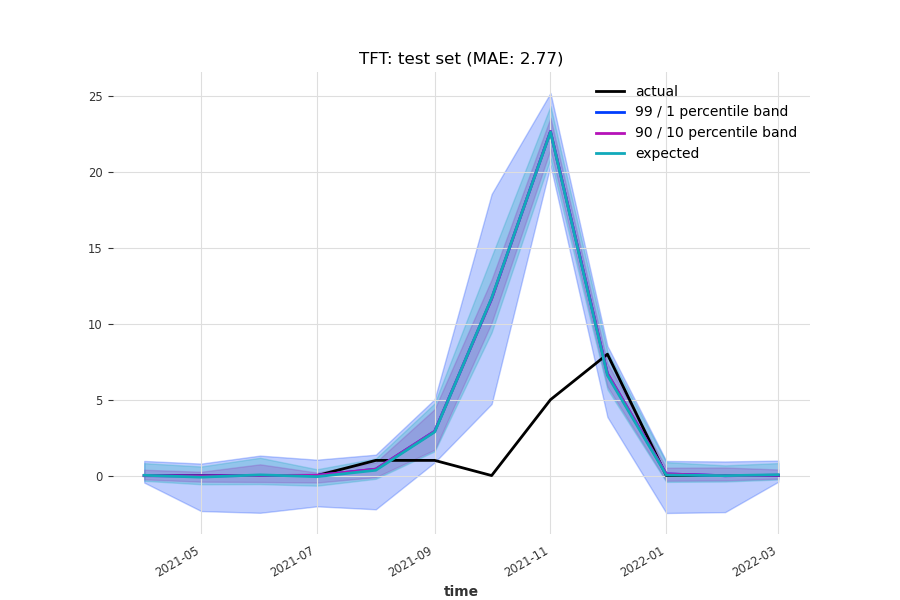 TFT: test set (MAE: 2.77)
actual
99 / 1 percentile band
90 / 10 percentile band
expected
25
20
15
10
5
0
2021-05
2021-07
2021-09
2021-11
2022-01
2022-03
time